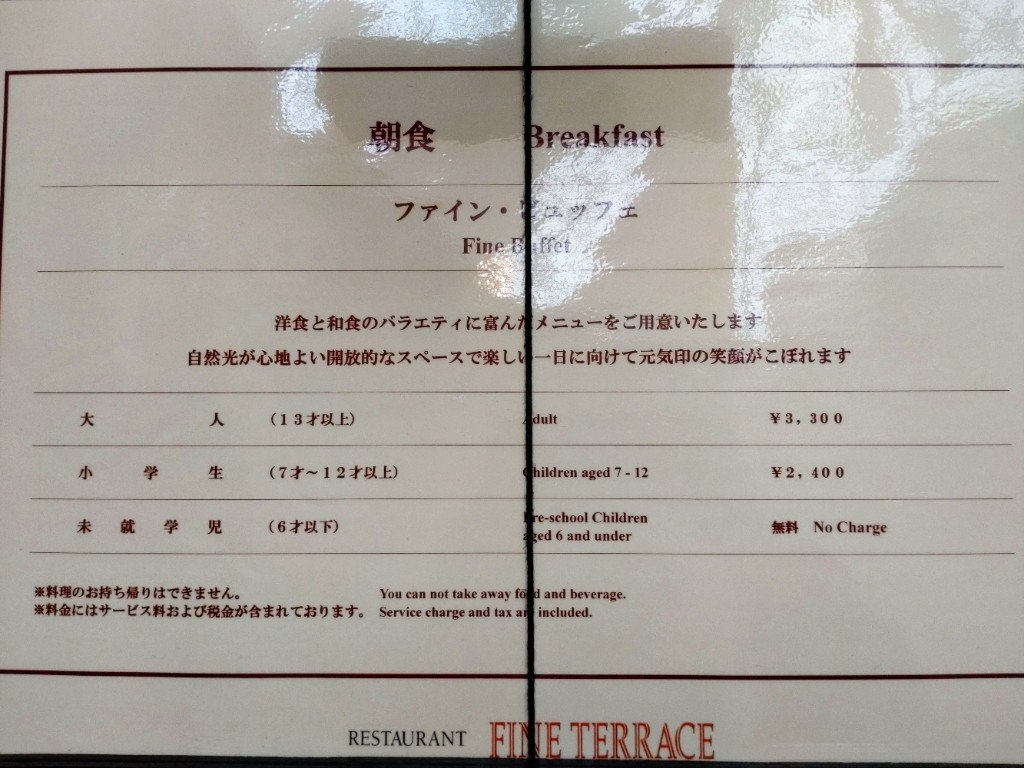 朝食 Breakfast
ファイン・ビュッフェ
Fine Buffet
洋食と和食のバラエティに富んだメニューをご用意いたします
自然光が心地よい開放的なスペースで楽しい一日に向けて元気印の笑顔がこぼれます
大人 （１３才以上） Adult ￥３，３００
小学生 （７才～１２才以上） Children aged 7 - 12 ￥２，４００
未就学児 （６才以下） Pre-school Children aged 6 and under 無料 No Charge
※料理のお持ち帰りはできません。 You can not take away food and beverage.
※料金にはサービス料および税金が含まれております。 Service charge and tax are included.
RESTAURANT FINE TERRACE